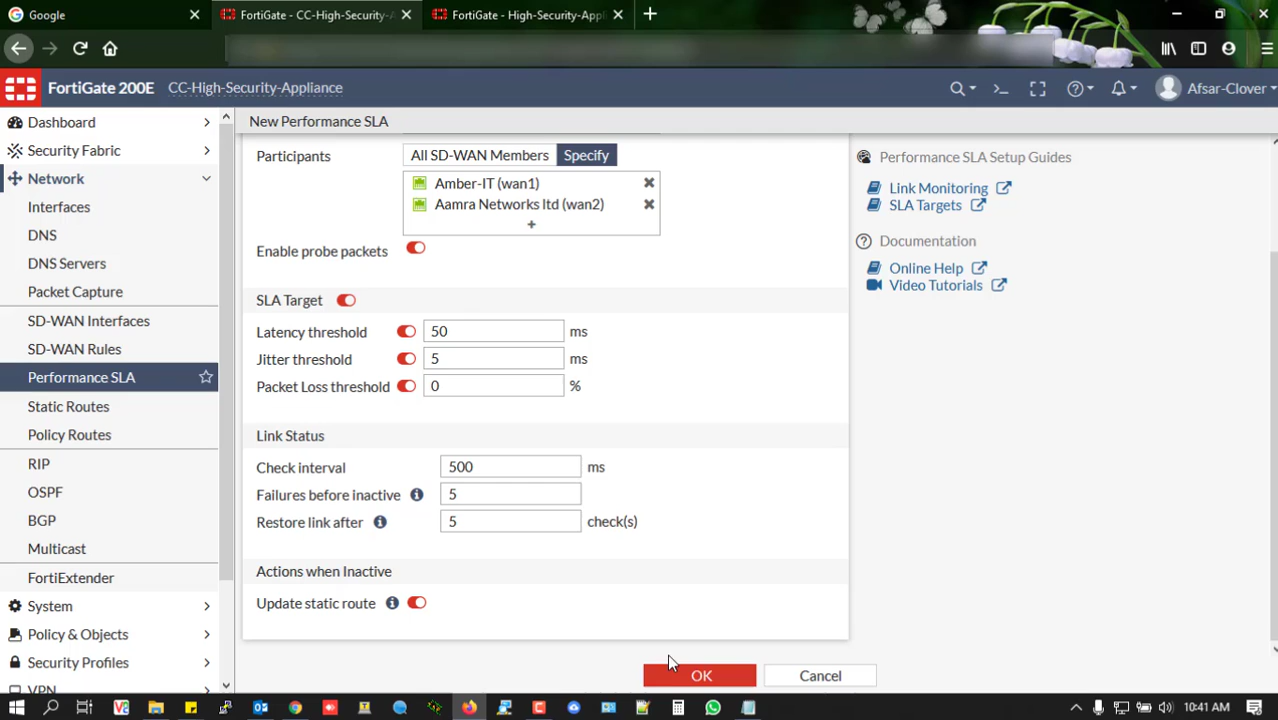 Google
FortiGate - CC-High-Security-A
FortiGate - High-Security-Appl
FortiGate 200E
CC-High-Security-Appliance
Afsar-Clover
Dashboard
Security Fabric
Network
Interfaces
DNS
DNS Servers
Packet Capture
SD-WAN Interfaces
SD-WAN Rules
Performance SLA
Static Routes
Policy Routes
RIP
OSPF
BGP
Multicast
FortiExtender
System
Policy & Objects
Security Profiles
VPN
New Performance SLA
Participants All SD-WAN Members Specify
Amber-IT (wan1)
Aamra Networks ltd (wan2)
+
Enable probe packets
SLA Target
Latency threshold 50 ms
Jitter threshold 5 ms
Packet Loss threshold 0 %
Link Status
Check interval 500 ms
Failures before inactive 5
Restore link after 5 check(s)
Actions when Inactive
Update static route
OK Cancel
Performance SLA Setup Guides
Link Monitoring
SLA Targets
Documentation
Online Help
Video Tutorials
10:41 AM